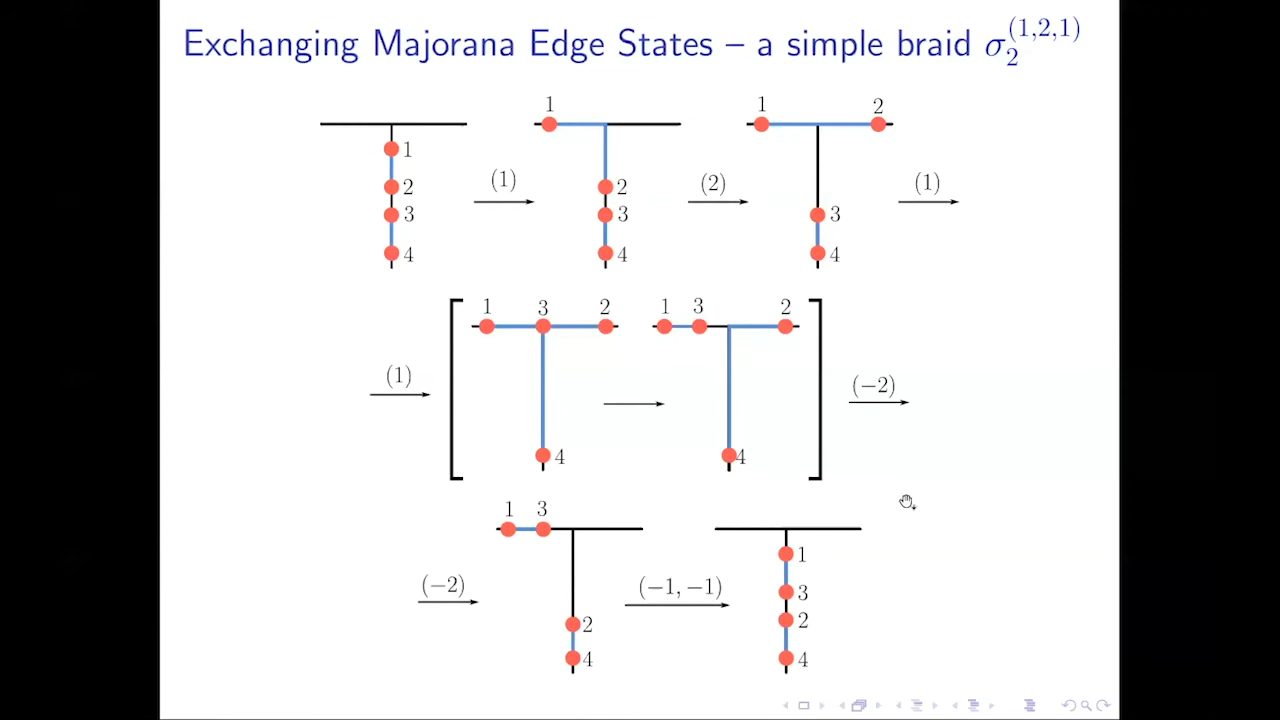 Exchanging Majorana Edge States – a simple braid σ₂^(1,2,1)
1 1 2
1
2 (1) 2 (2) (1)
3 3 3
4 4 4
1 3 2 1 3 2
(1) (−2)
4 4
1 3
1
(−2) 2 (−1, −1) 3
2
4 4